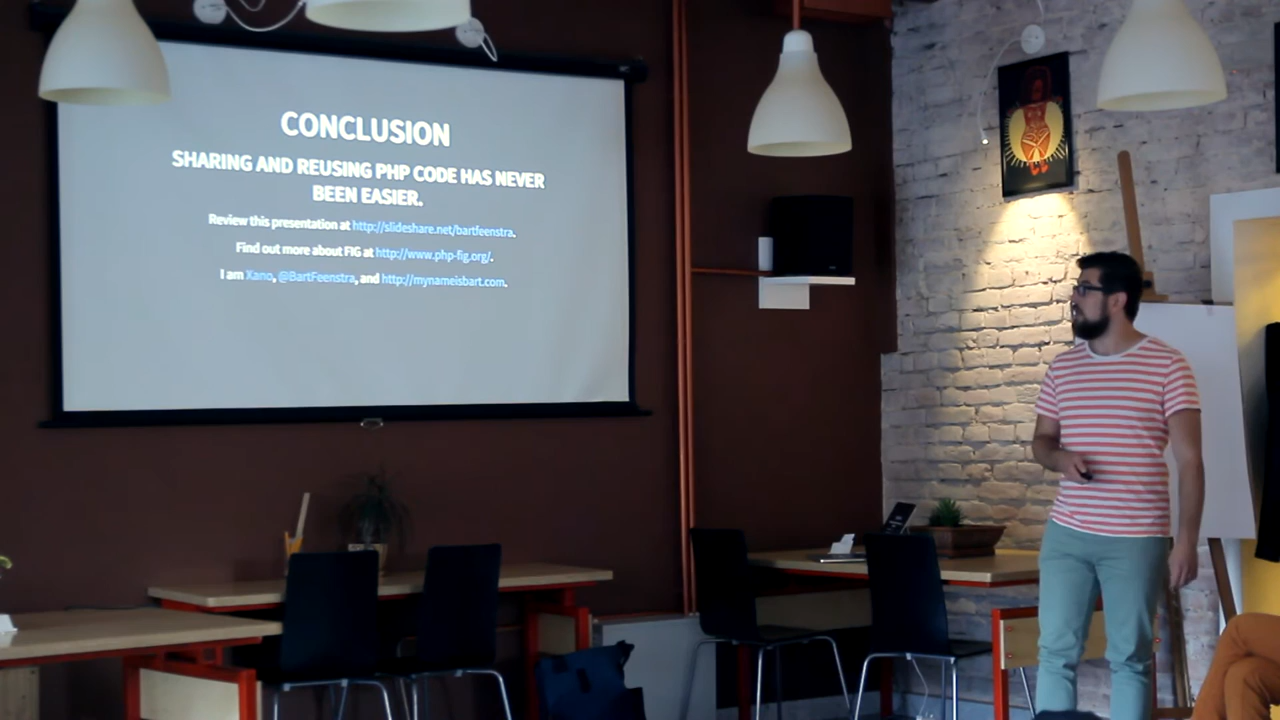 CONCLUSION
SHARING AND REUSING PHP CODE HAS NEVER
BEEN EASIER.
Review this presentation at http://slideshare.net/bartfeenstra.
Find out more about FIG at http://www.php-fig.org/.
I am Xano, @BartFeenstra, and http://mynameisbart.com.